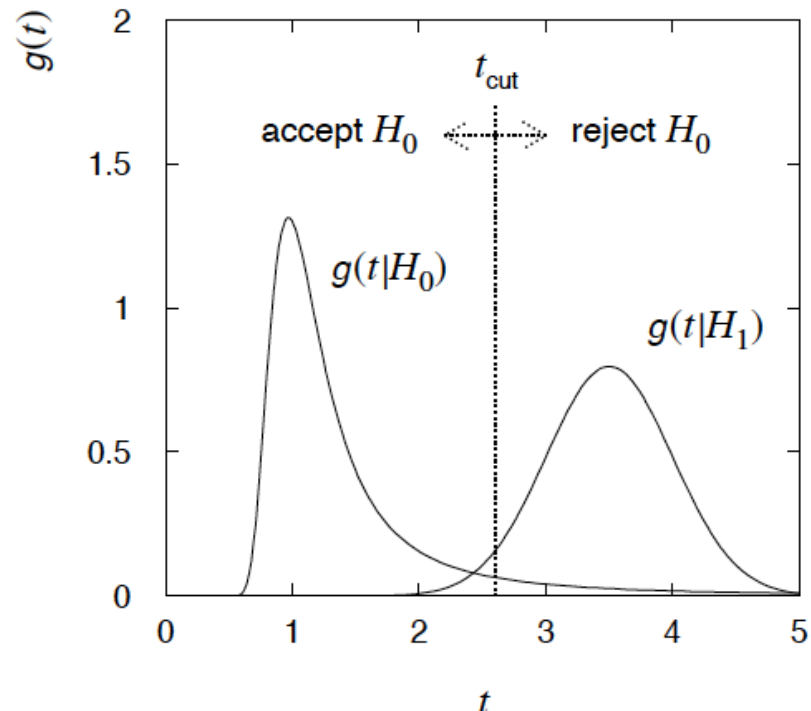 g(t)
2
t_cut
accept H_0 reject H_0
1.5
g(t|H_0)
1
g(t|H_1)
0.5
0
0 1 2 3 4 5
t